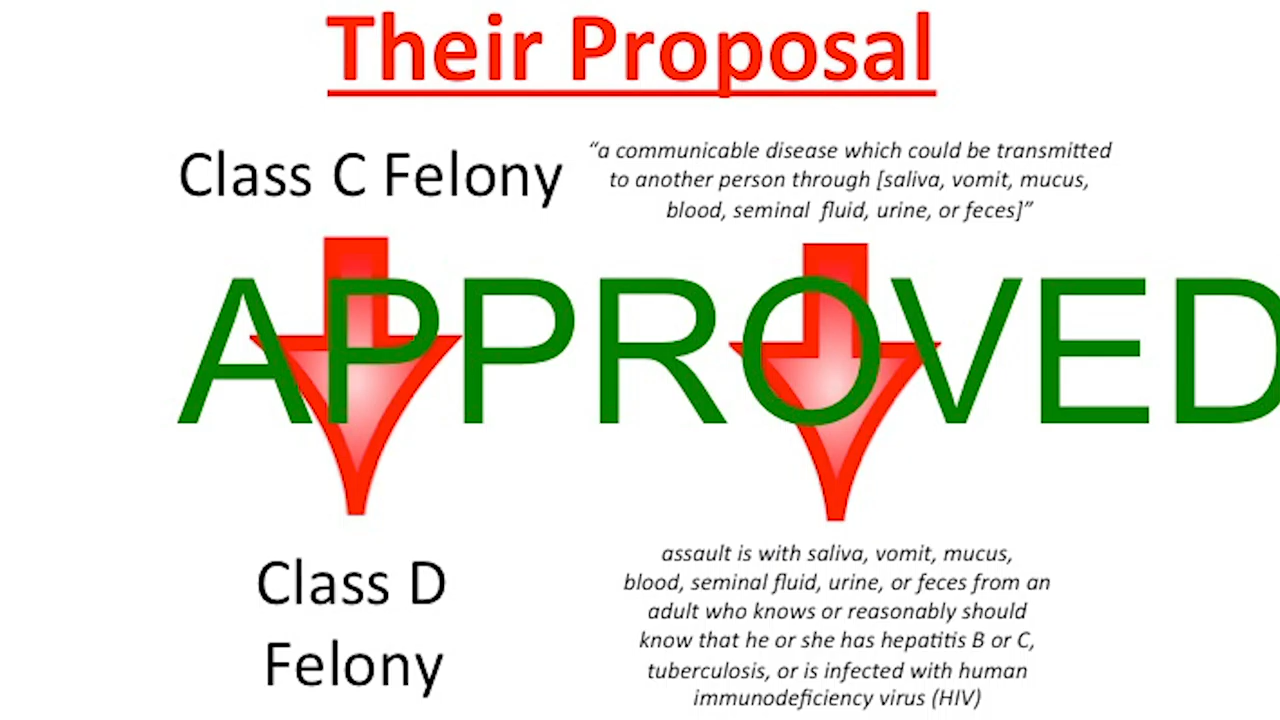 Their Proposal
Class C Felony
“a communicable disease which could be transmitted
to another person through [saliva, vomit, mucus,
blood, seminal fluid, urine, or feces]”
APPROVED
Class D
Felony
assault is with saliva, vomit, mucus,
blood, seminal fluid, urine, or feces from an
adult who knows or reasonably should
know that he or she has hepatitis B or C,
tuberculosis, or is infected with human
immunodeficiency virus (HIV)